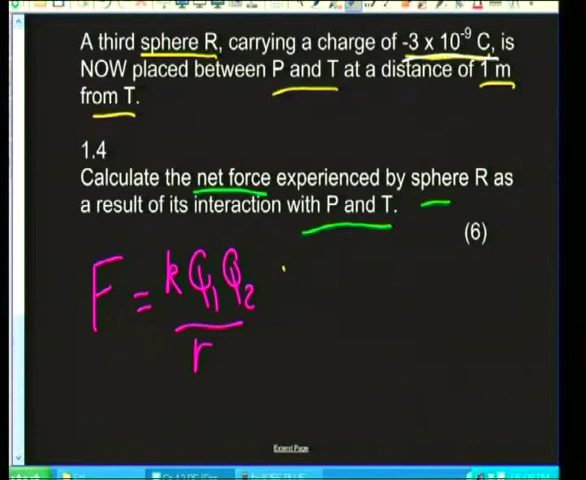 A third sphere R, carrying a charge of -3 x 10⁻⁹ C, is
NOW placed between P and T at a distance of 1 m
from T.
1.4
Calculate the net force experienced by sphere R as
a result of its interaction with P and T.
(6)
F = kQ₁Q₂
r
Extend Page